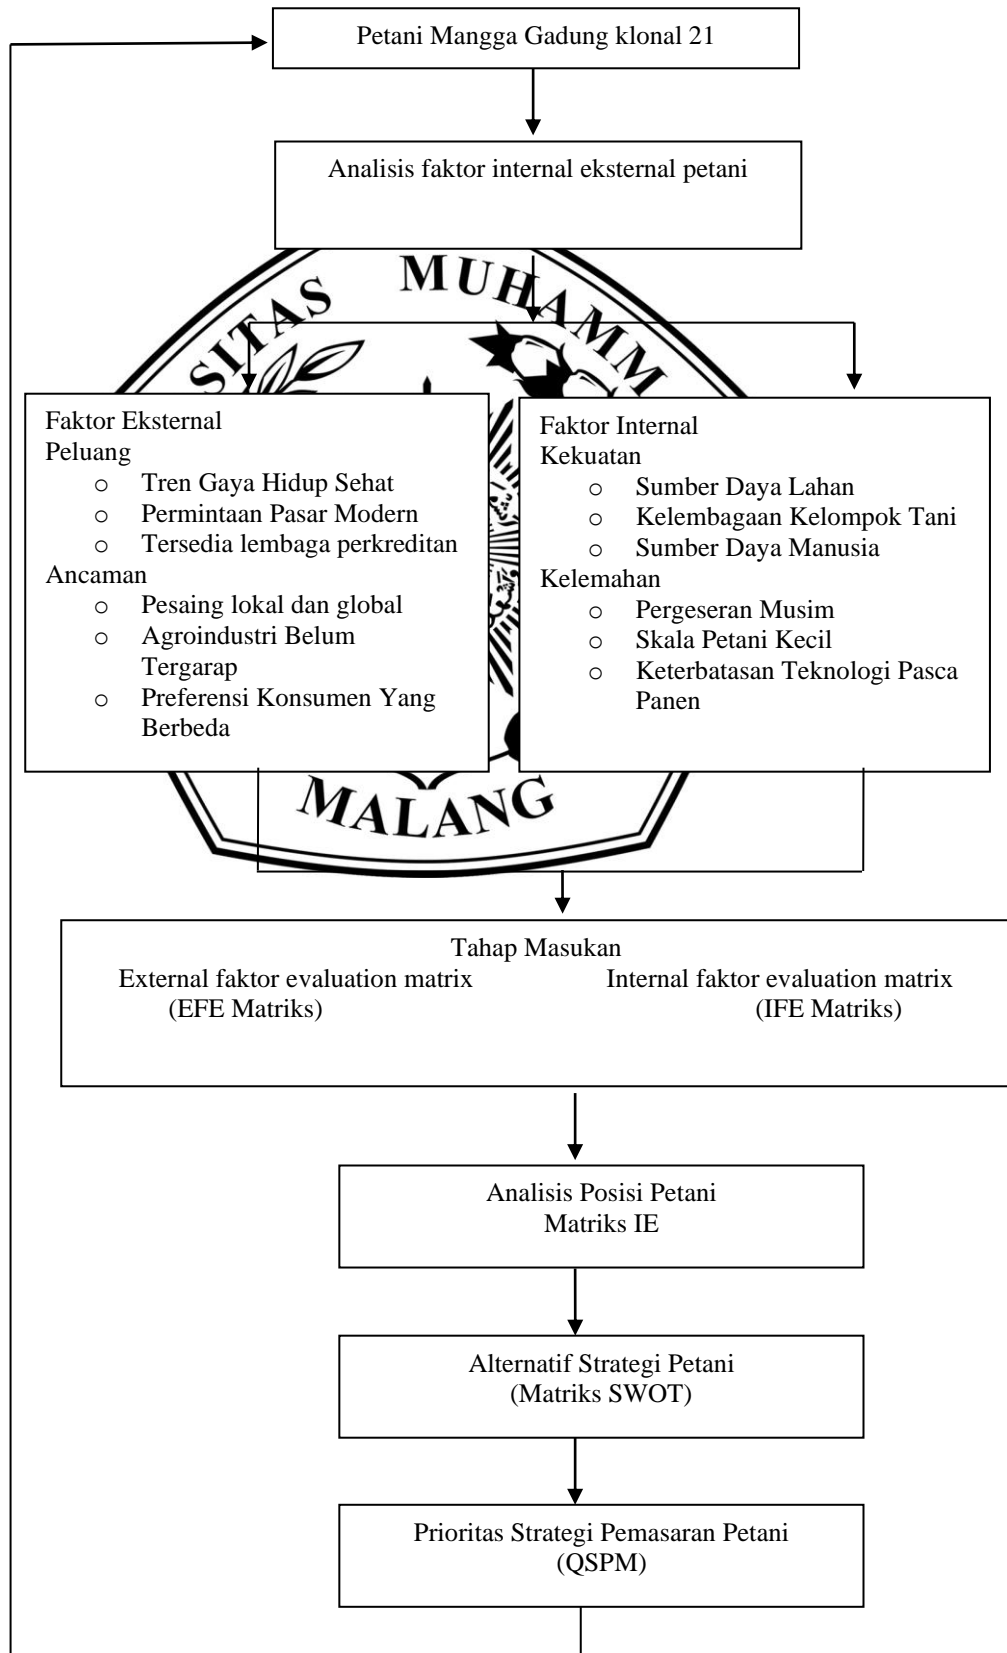 Petani Mangga Gadung klonal 21
Analisis faktor internal eksternal petani
SITAS MUHAMM
Faktor Eksternal
Peluang
o Tren Gaya Hidup Sehat
o Permintaan Pasar Modern
o Tersedia lembaga perkreditan
Ancaman
o Pesaing lokal dan global
o Agroindustri Belum
Tergarap
o Preferensi Konsumen Yang
Berbeda
Faktor Internal
Kekuatan
o Sumber Daya Lahan
o Kelembagaan Kelompok Tani
o Sumber Daya Manusia
Kelemahan
o Pergeseran Musim
o Skala Petani Kecil
o Keterbatasan Teknologi Pasca
Panen
MALANG
Tahap Masukan
External faktor evaluation matrix
(EFE Matriks)
Internal faktor evaluation matrix
(IFE Matriks)
Analisis Posisi Petani
Matriks IE
Alternatif Strategi Petani
(Matriks SWOT)
Prioritas Strategi Pemasaran Petani
(QSPM)